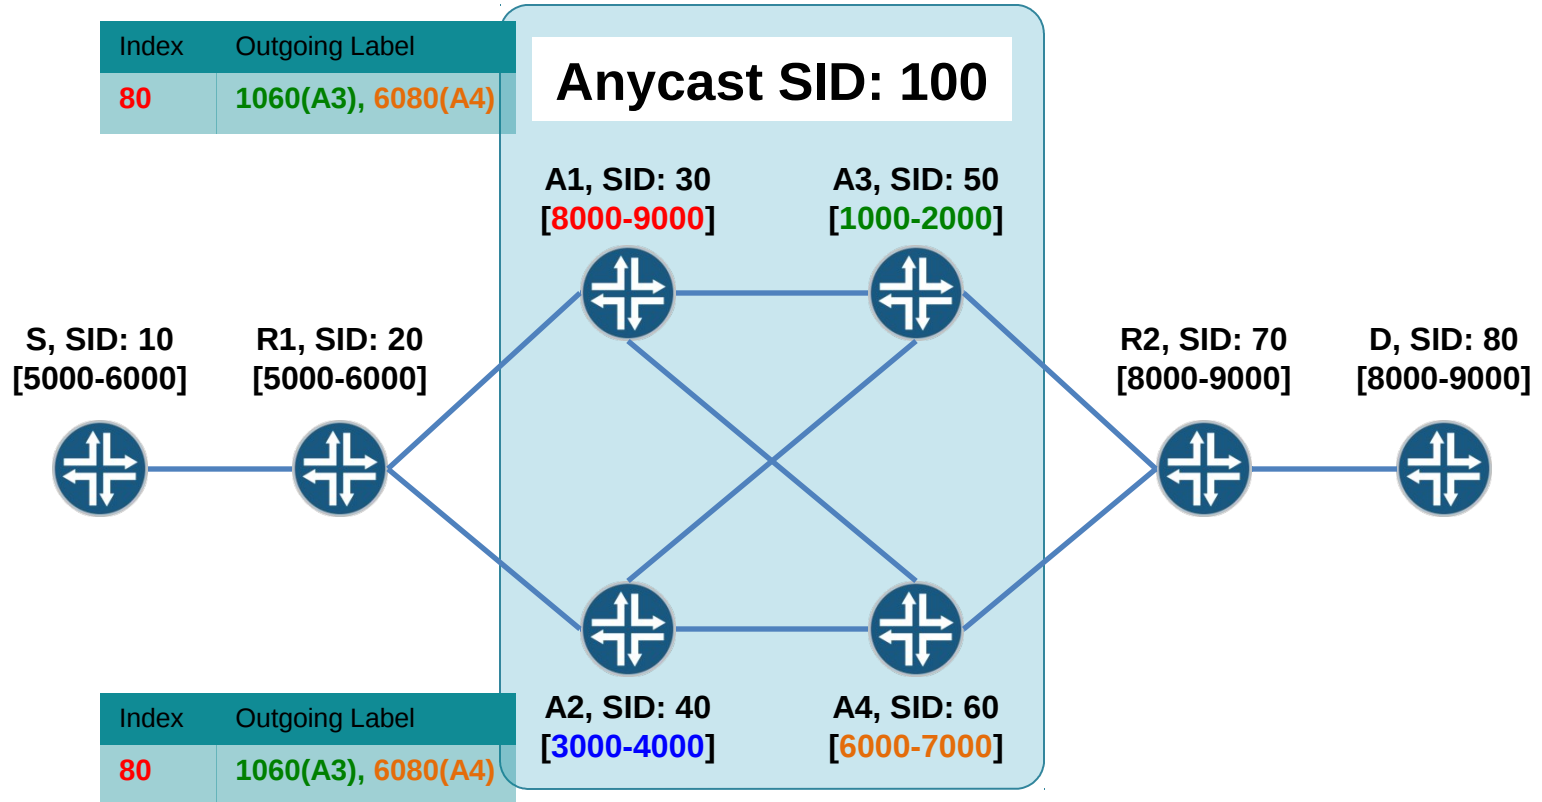 Index Outgoing Label
80 1060(A3), 6080(A4)
Anycast SID: 100
A1, SID: 30
[8000-9000]
A3, SID: 50
[1000-2000]
S, SID: 10
[5000-6000]
R1, SID: 20
[5000-6000]
R2, SID: 70
[8000-9000]
D, SID: 80
[8000-9000]
A2, SID: 40
[3000-4000]
A4, SID: 60
[6000-7000]
Index Outgoing Label
80 1060(A3), 6080(A4)